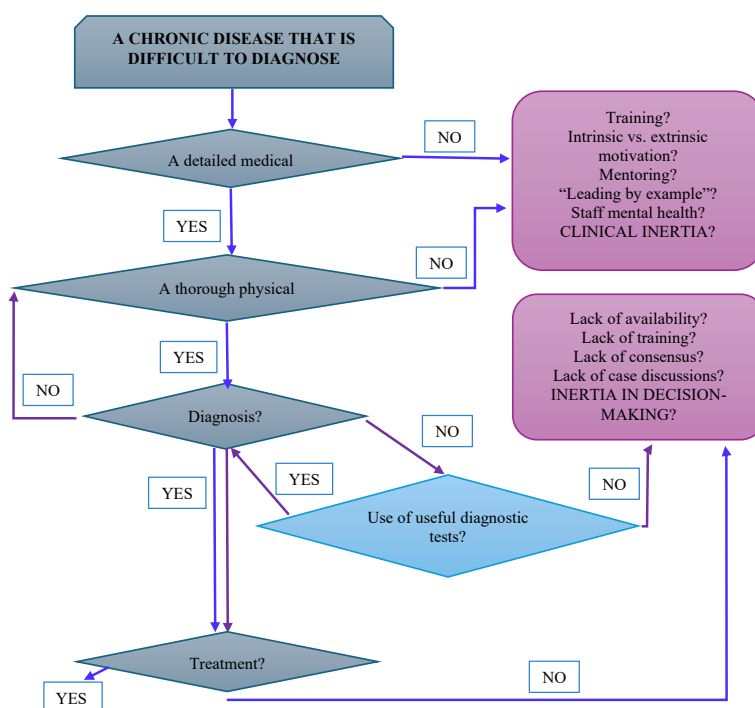 A CHRONIC DISEASE THAT IS
DIFFICULT TO DIAGNOSE
NO
Training?
Intrinsic vs. extrinsic
motivation?
Mentoring?
“Leading by example”?
Staff mental health?
CLINICAL INERTIA?
A detailed medical
YES
NO
A thorough physical
Lack of availability?
Lack of training?
Lack of consensus?
Lack of case discussions?
INERTIA IN DECISION-
MAKING?
YES
NO
Diagnosis?
NO
YES
YES
NO
Use of useful diagnostic
tests?
Treatment?
YES
NO